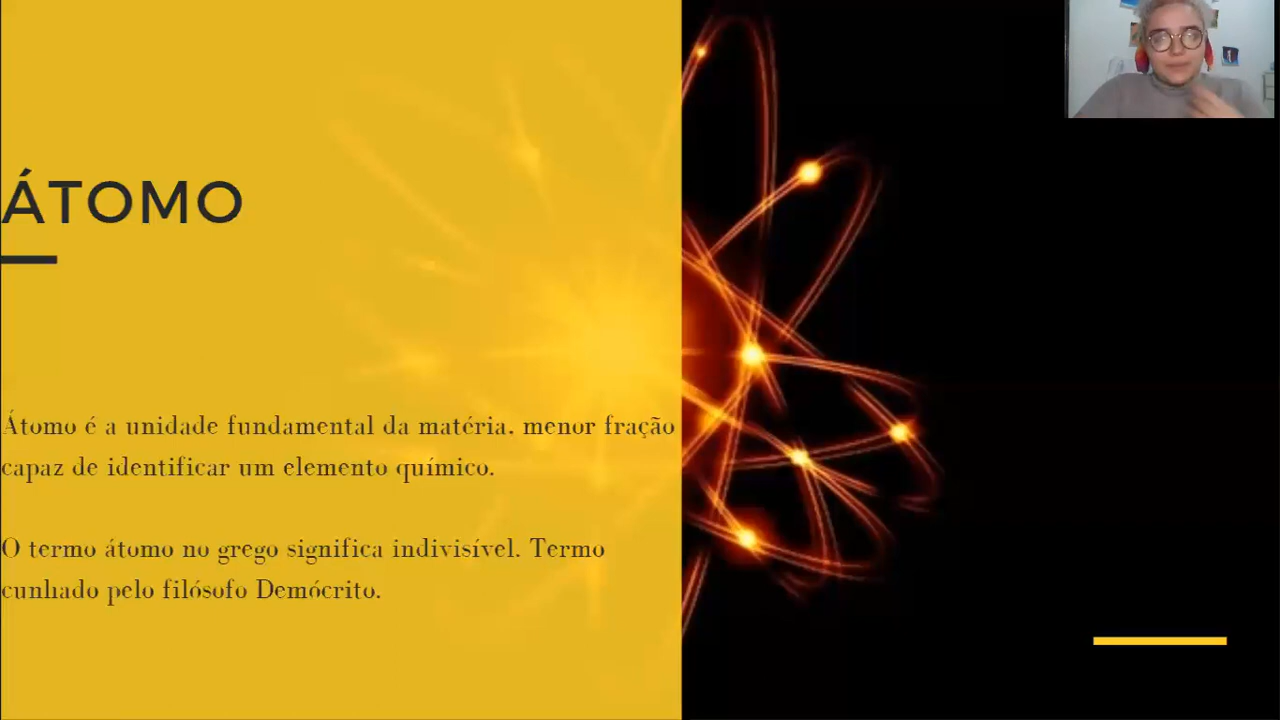 ÁTOMO
Átomo é a unidade fundamental da matéria. menor fração
capaz de identificar um elemento químico.
O termo átomo no grego significa indivisível. Termo
cunhado pelo filósofo Demócrito.